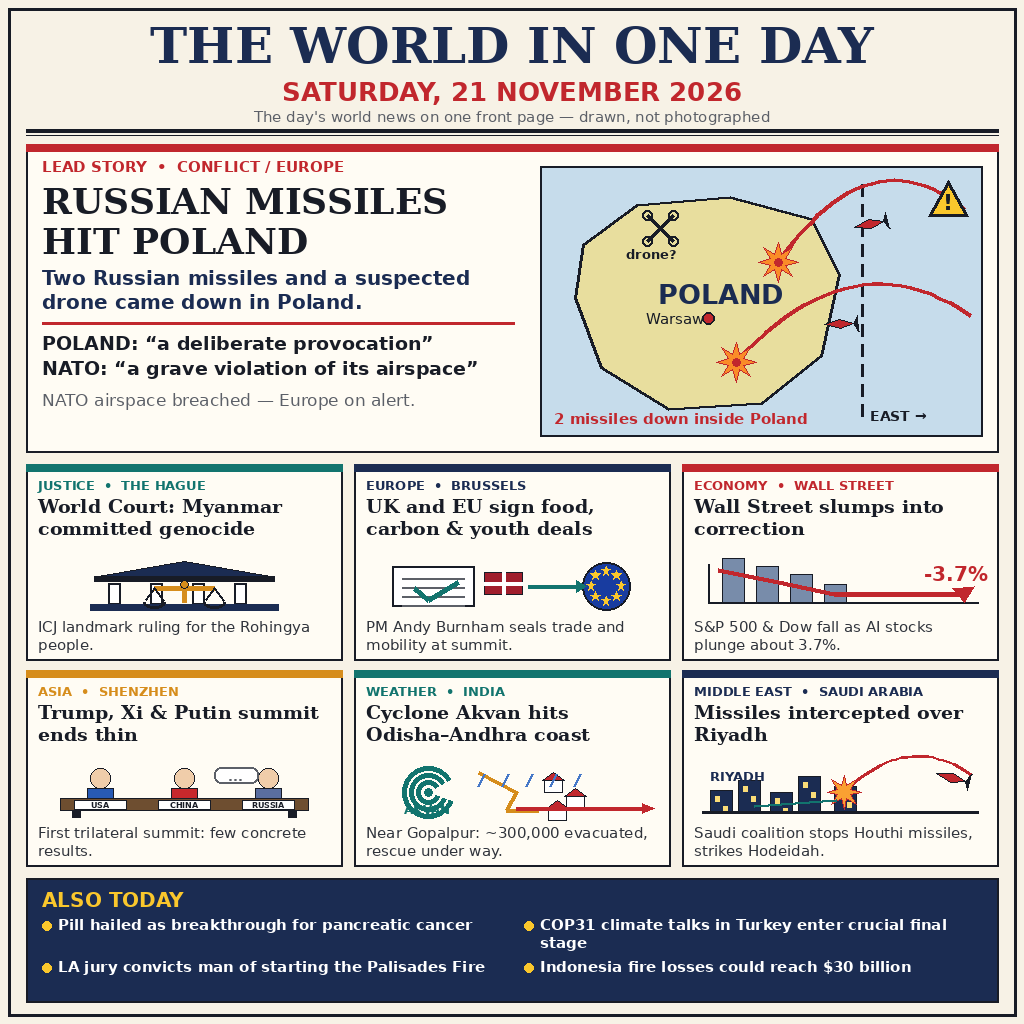 THE WORLD IN ONE DAY
SATURDAY, 21 NOVEMBER 2026
The day's world news on one front page — drawn, not photographed
LEAD STORY • CONFLICT / EUROPE
RUSSIAN MISSILES
HIT POLAND
Two Russian missiles and a suspected
drone came down in Poland.
POLAND: “a deliberate provocation”
NATO: “a grave violation of its airspace”
NATO airspace breached — Europe on alert.
!
drone?
POLAND
Warsaw
2 missiles down inside Poland
EAST →
JUSTICE • THE HAGUE
World Court: Myanmar
committed genocide
ICJ landmark ruling for the Rohingya
people.
EUROPE • BRUSSELS
UK and EU sign food,
carbon & youth deals
PM Andy Burnham seals trade and
mobility at summit.
ECONOMY • WALL STREET
Wall Street slumps into
correction
-3.7%
S&P 500 & Dow fall as AI stocks
plunge about 3.7%.
ASIA • SHENZHEN
Trump, Xi & Putin summit
ends thin
...
USA
CHINA
RUSSIA
First trilateral summit: few concrete
results.
WEATHER • INDIA
Cyclone Akvan hits
Odisha–Andhra coast
Near Gopalpur: ~300,000 evacuated,
rescue under way.
MIDDLE EAST • SAUDI ARABIA
Missiles intercepted over
Riyadh
RIYADH
Saudi coalition stops Houthi missiles,
strikes Hodeidah.
ALSO TODAY
Pill hailed as breakthrough for pancreatic cancer
COP31 climate talks in Turkey enter crucial final
stage
LA jury convicts man of starting the Palisades Fire
Indonesia fire losses could reach $30 billion